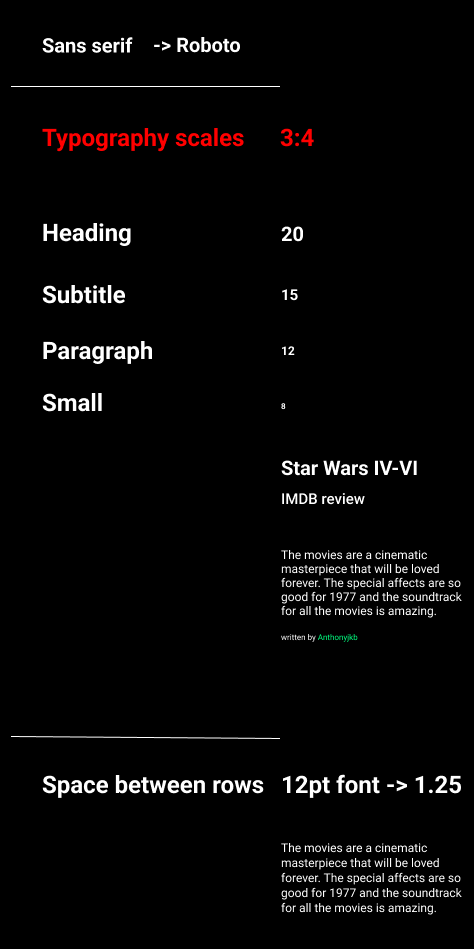 Sans serif -> Roboto
Typography scales 3:4
Heading 20
Subtitle 15
Paragraph 12
Small 8
Star Wars IV-VI
IMDB review
The movies are a cinematic
masterpiece that will be loved
forever. The special affects are so
good for 1977 and the soundtrack
for all the movies is amazing.
written by Anthonyjkb
Space between rows 12pt font -> 1.25
The movies are a cinematic
masterpiece that will be loved
forever. The special affects are so
good for 1977 and the soundtrack
for all the movies is amazing.